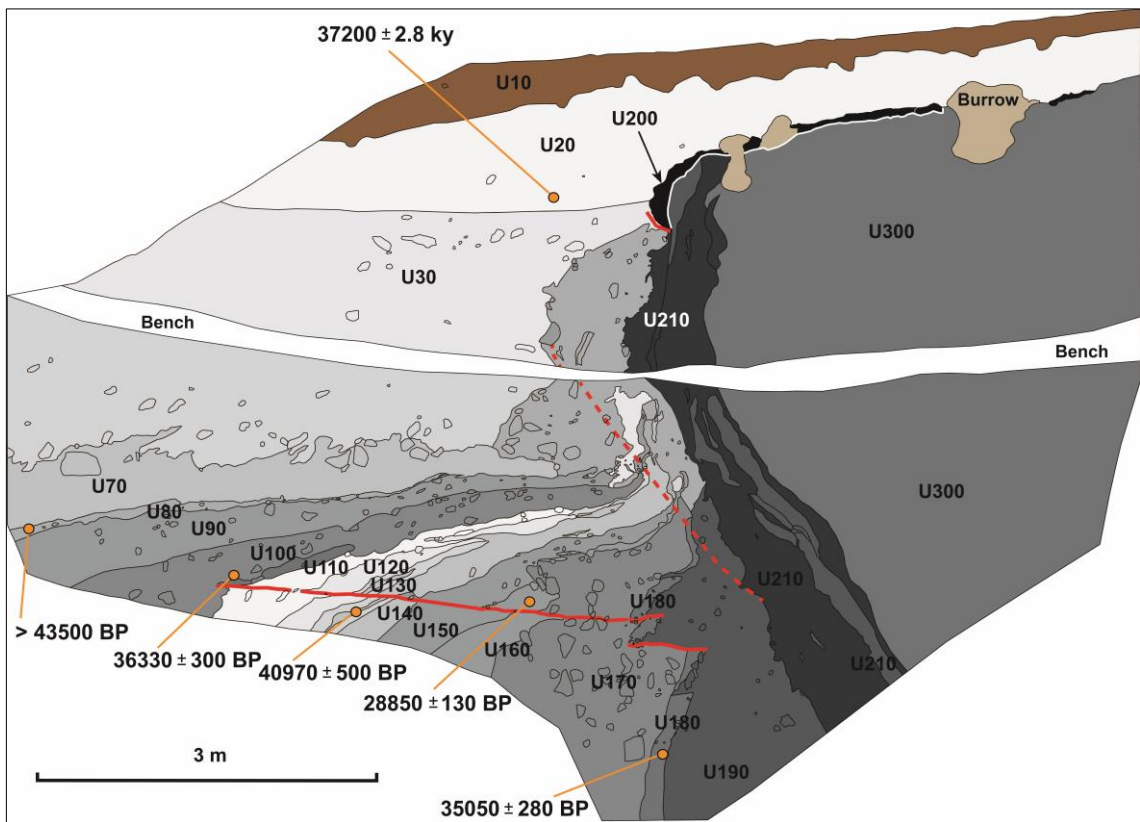 37200 ± 2.8 ky
U10
Burrow
U200
U20
U300
U30
U210
Bench
Bench
U70
U80
U90
U300
U100
U120
U110
U130
U210
U180
U140
U150
> 43500 BP
U160
36330 ± 300 BP
U210
40970 ± 500 BP
U170
28850 ± 130 BP
U180
3 m
U190
35050 ± 280 BP